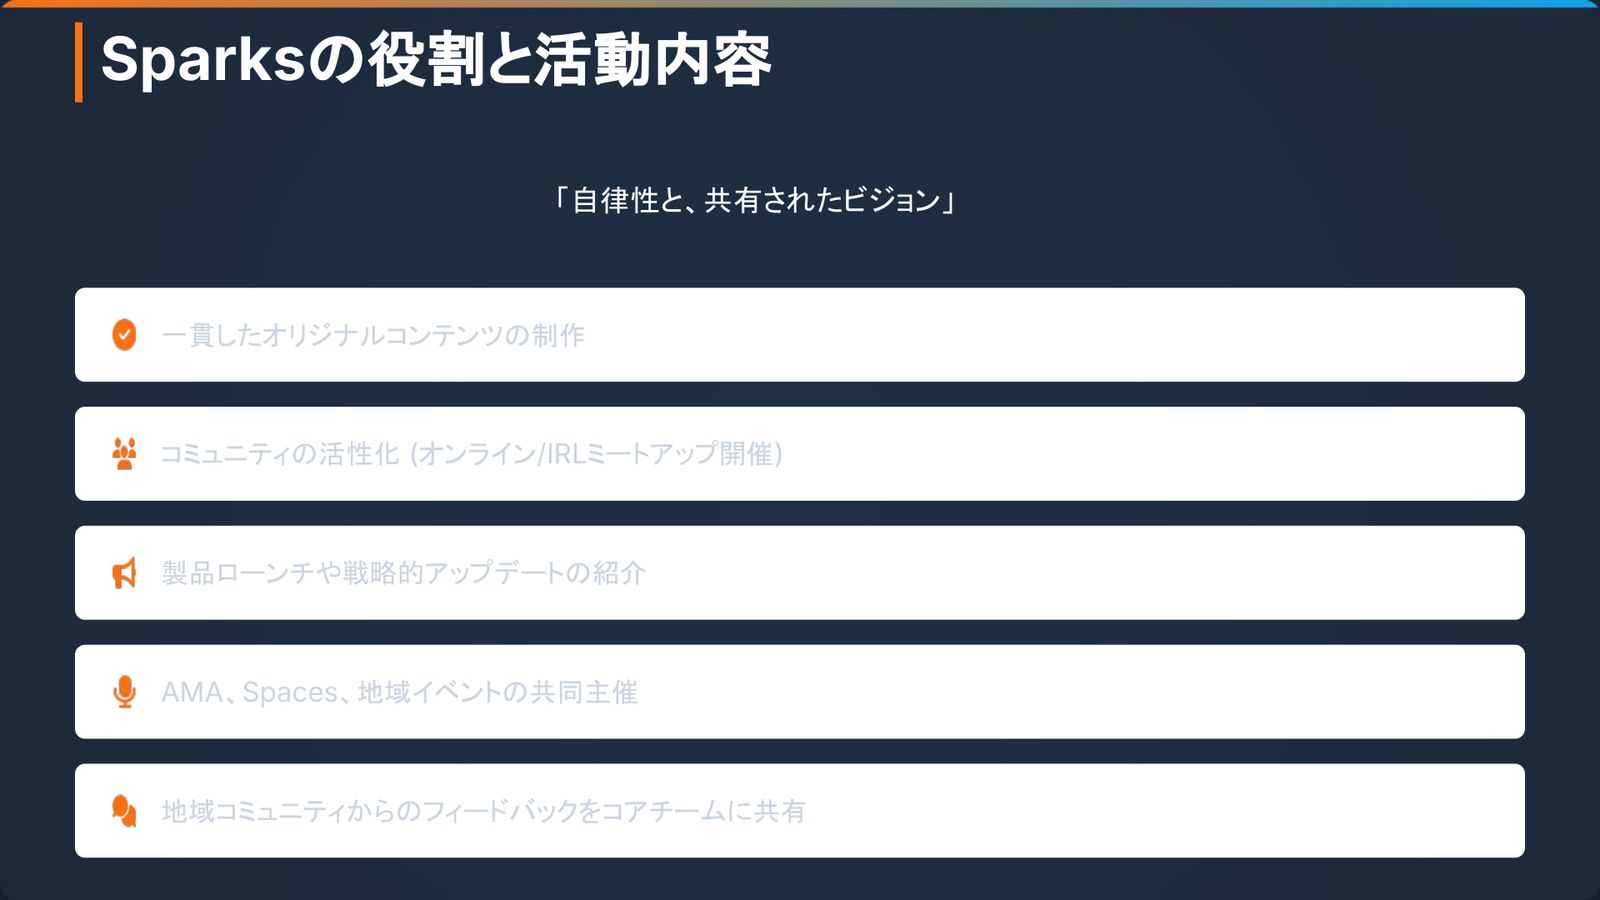 Sparksの役割と活動内容
「自律性と、共有されたビジョン」
一貫したオリジナルコンテンツの制作
コミュニティの活性化 (オンライン/IRLミートアップ開催)
製品ローンチや戦略的アップデートの紹介
AMA、Spaces、地域イベントの共同主催
地域コミュニティからのフィードバックをコアチームに共有